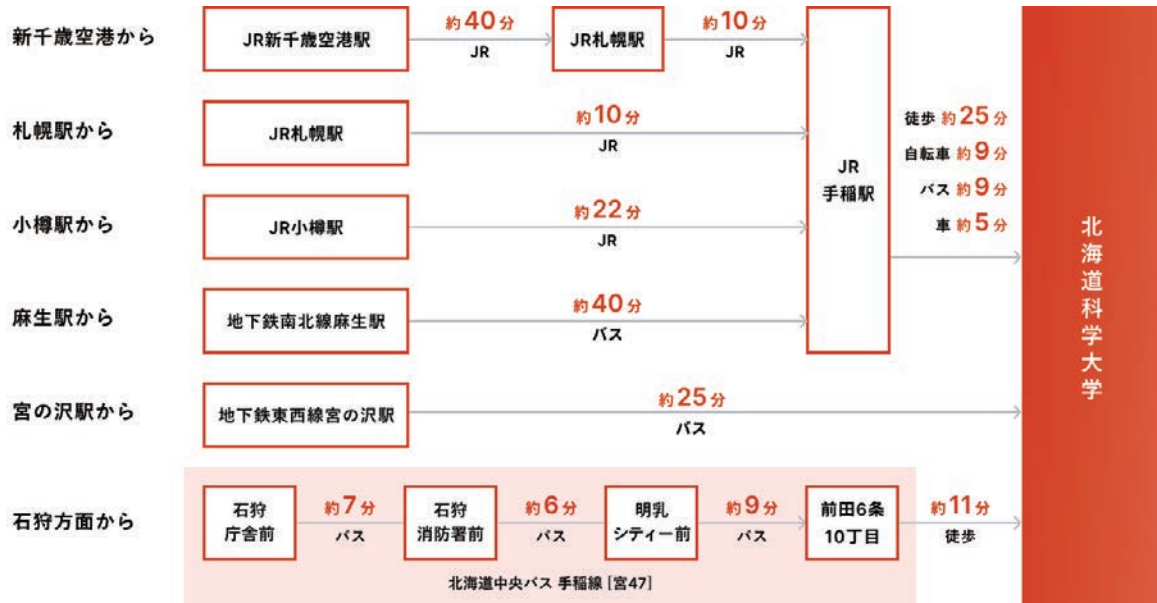 新千歳空港から
JR新千歳空港駅
約40分
JR
JR札幌駅
約10分
JR
札幌駅から
JR札幌駅
約10分
JR
小樽駅から
JR小樽駅
約22分
JR
麻生駅から
地下鉄南北線麻生駅
約40分
バス
JR
手稲駅
徒歩 約25分
自転車 約9分
バス 約9分
車 約5分
宮の沢駅から
地下鉄東西線宮の沢駅
約25分
バス
石狩方面から
石狩
庁舎前
約7分
バス
石狩
消防署前
約6分
バス
明乳
シティー前
約9分
バス
前田6条
10丁目
約11分
徒歩
北海道中央バス 手稲線 [宮47]
北海道科学大学